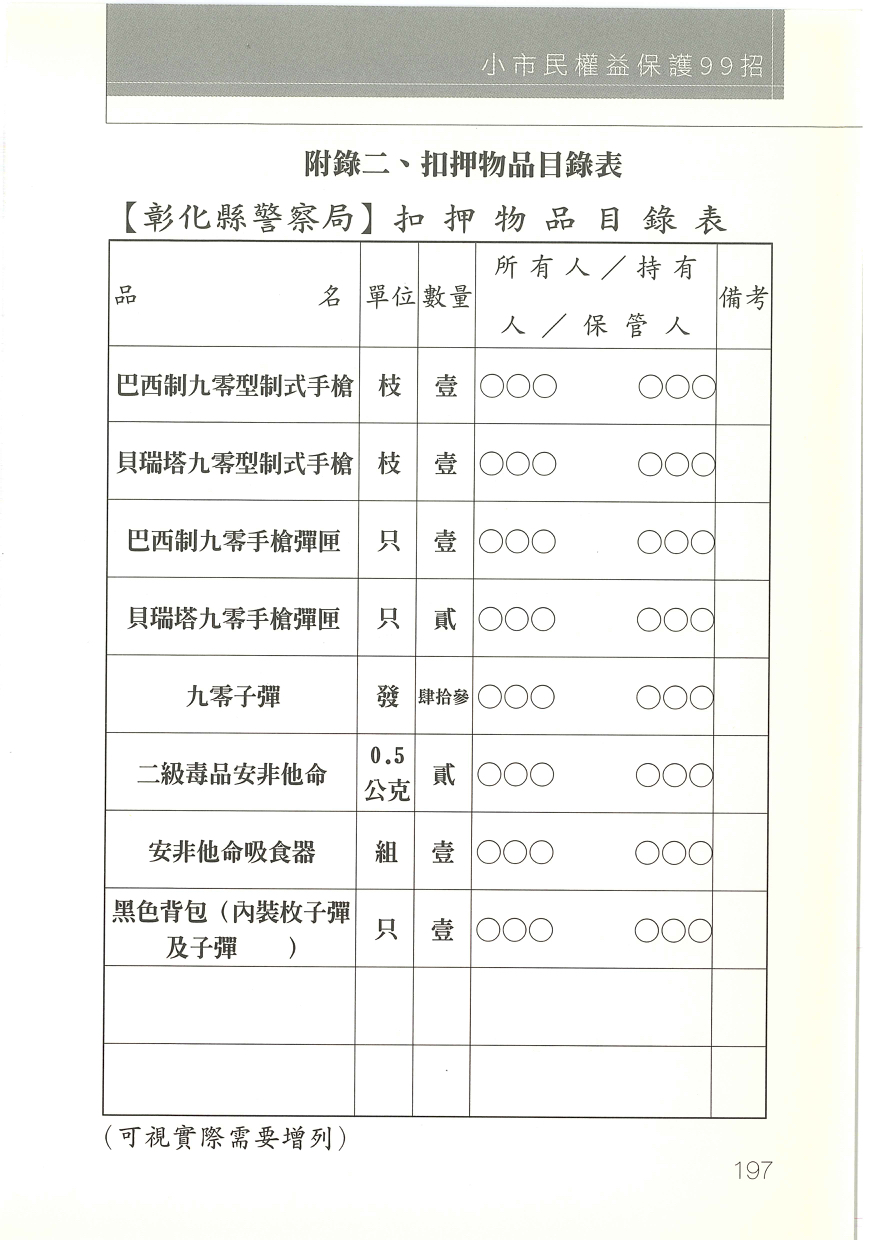 小市民權益保護99招
附錄二、扣押物品目錄表
【彰化縣警察局】扣押物品目錄表
品名 單位 數量 所有人／持有人／保管人 備考
巴西制九零型制式手槍 枝 壹 ○○○ ○○○
貝瑞塔九零型制式手槍 枝 壹 ○○○ ○○○
巴西制九零手槍彈匣 只 壹 ○○○ ○○○
貝瑞塔九零手槍彈匣 只 貳 ○○○ ○○○
九零子彈 發 肆拾參 ○○○ ○○○
二級毒品安非他命 0.5公克 貳 ○○○ ○○○
安非他命吸食器 組 壹 ○○○ ○○○
黑色背包（內裝枚子彈及子彈　　） 只 壹 ○○○ ○○○
(可視實際需要增列)
197